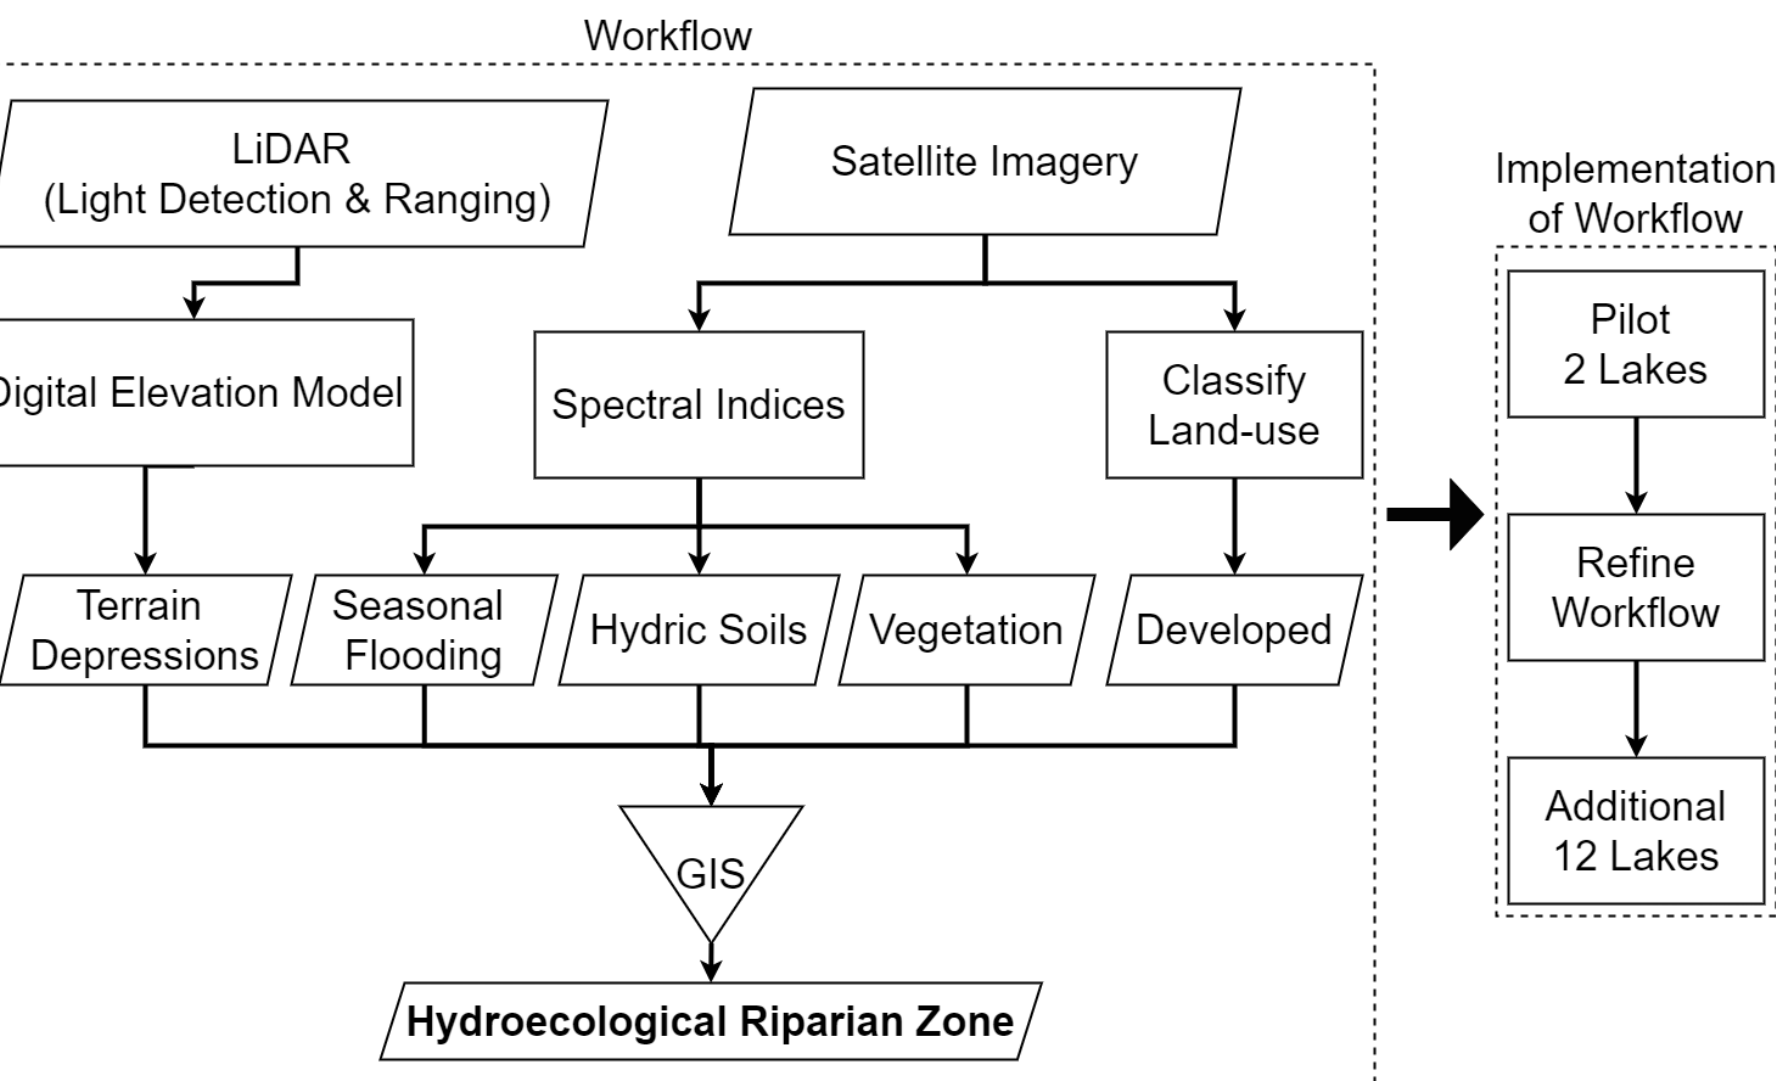 Workflow
LiDAR
(Light Detection & Ranging)
Satellite Imagery
Digital Elevation Model
Spectral Indices
Classify
Land-use
Terrain
Depressions
Seasonal
Flooding
Hydric Soils
Vegetation
Developed
GIS
Hydroecological Riparian Zone
Implementation
of Workflow
Pilot
2 Lakes
Refine
Workflow
Additional
12 Lakes